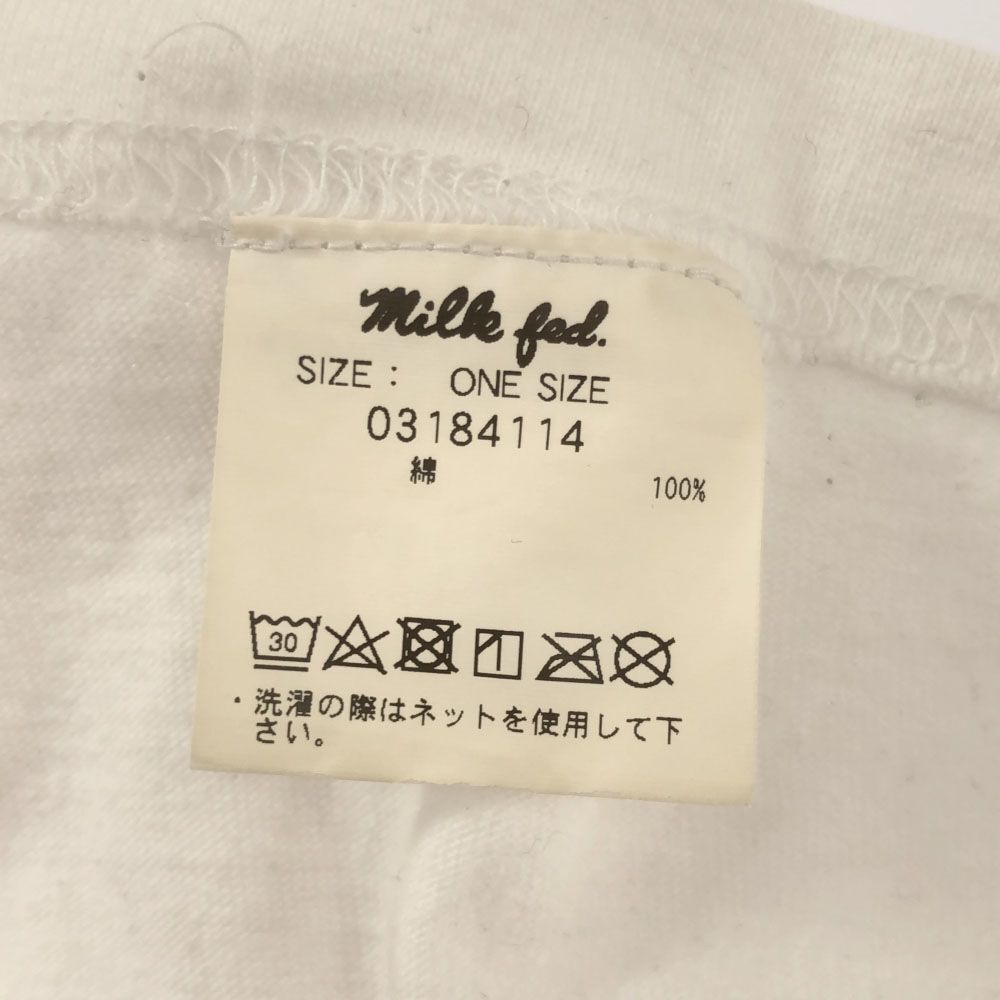 Milk fed.
SIZE : ONE SIZE
03184114
綿 100%
30
・洗濯の際はネットを使用して下
さい。